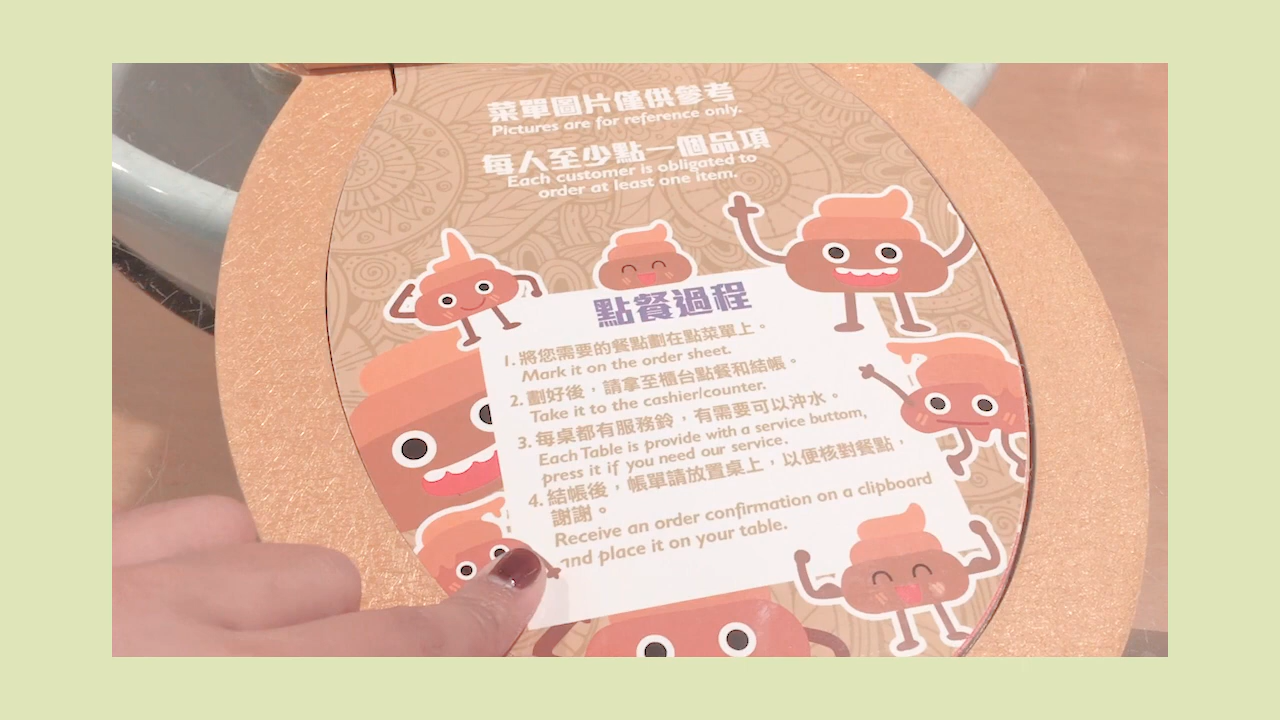 菜單圖片僅供參考
Pictures are for reference only.
每人至少點一個品項
Each customer is obligated to
order at least one item.
點餐過程
1. 將您需要的餐點劃在點菜單上。
Mark it on the order sheet.
2. 劃好後，請拿至櫃台點餐和結帳。
Take it to the cashier/counter.
3. 每桌都有服務鈴，有需要可以沖水。
Each Table is provide with a service buttom,
press it if you need our service.
4. 結帳後，帳單請放置桌上，以便核對餐點，
謝謝。
Receive an order confirmation on a clipboard
and place it on your table.